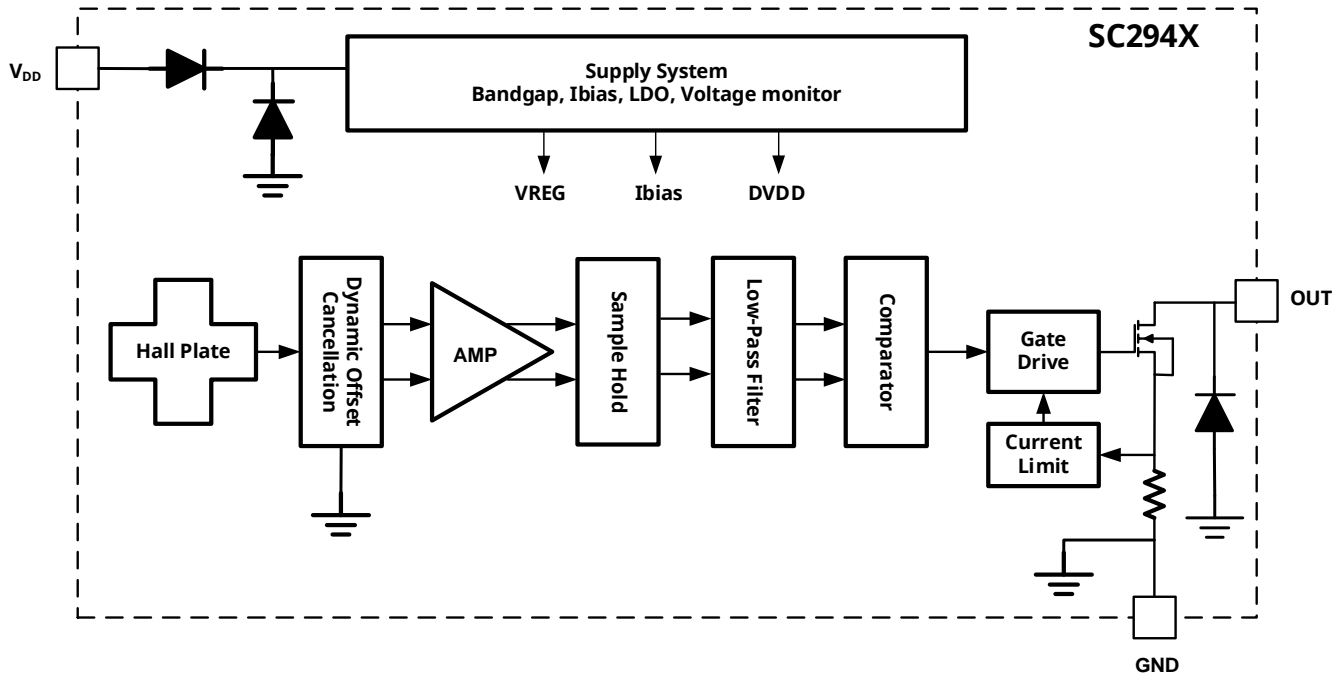 SC294X
VDD
Supply System
Bandgap, Ibias, LDO, Voltage monitor
VREG
Ibias
DVDD
Hall Plate
Dynamic Offset
Cancellation
AMP
Sample Hold
Low-Pass Filter
Comparator
Gate
Drive
Current
Limit
OUT
GND